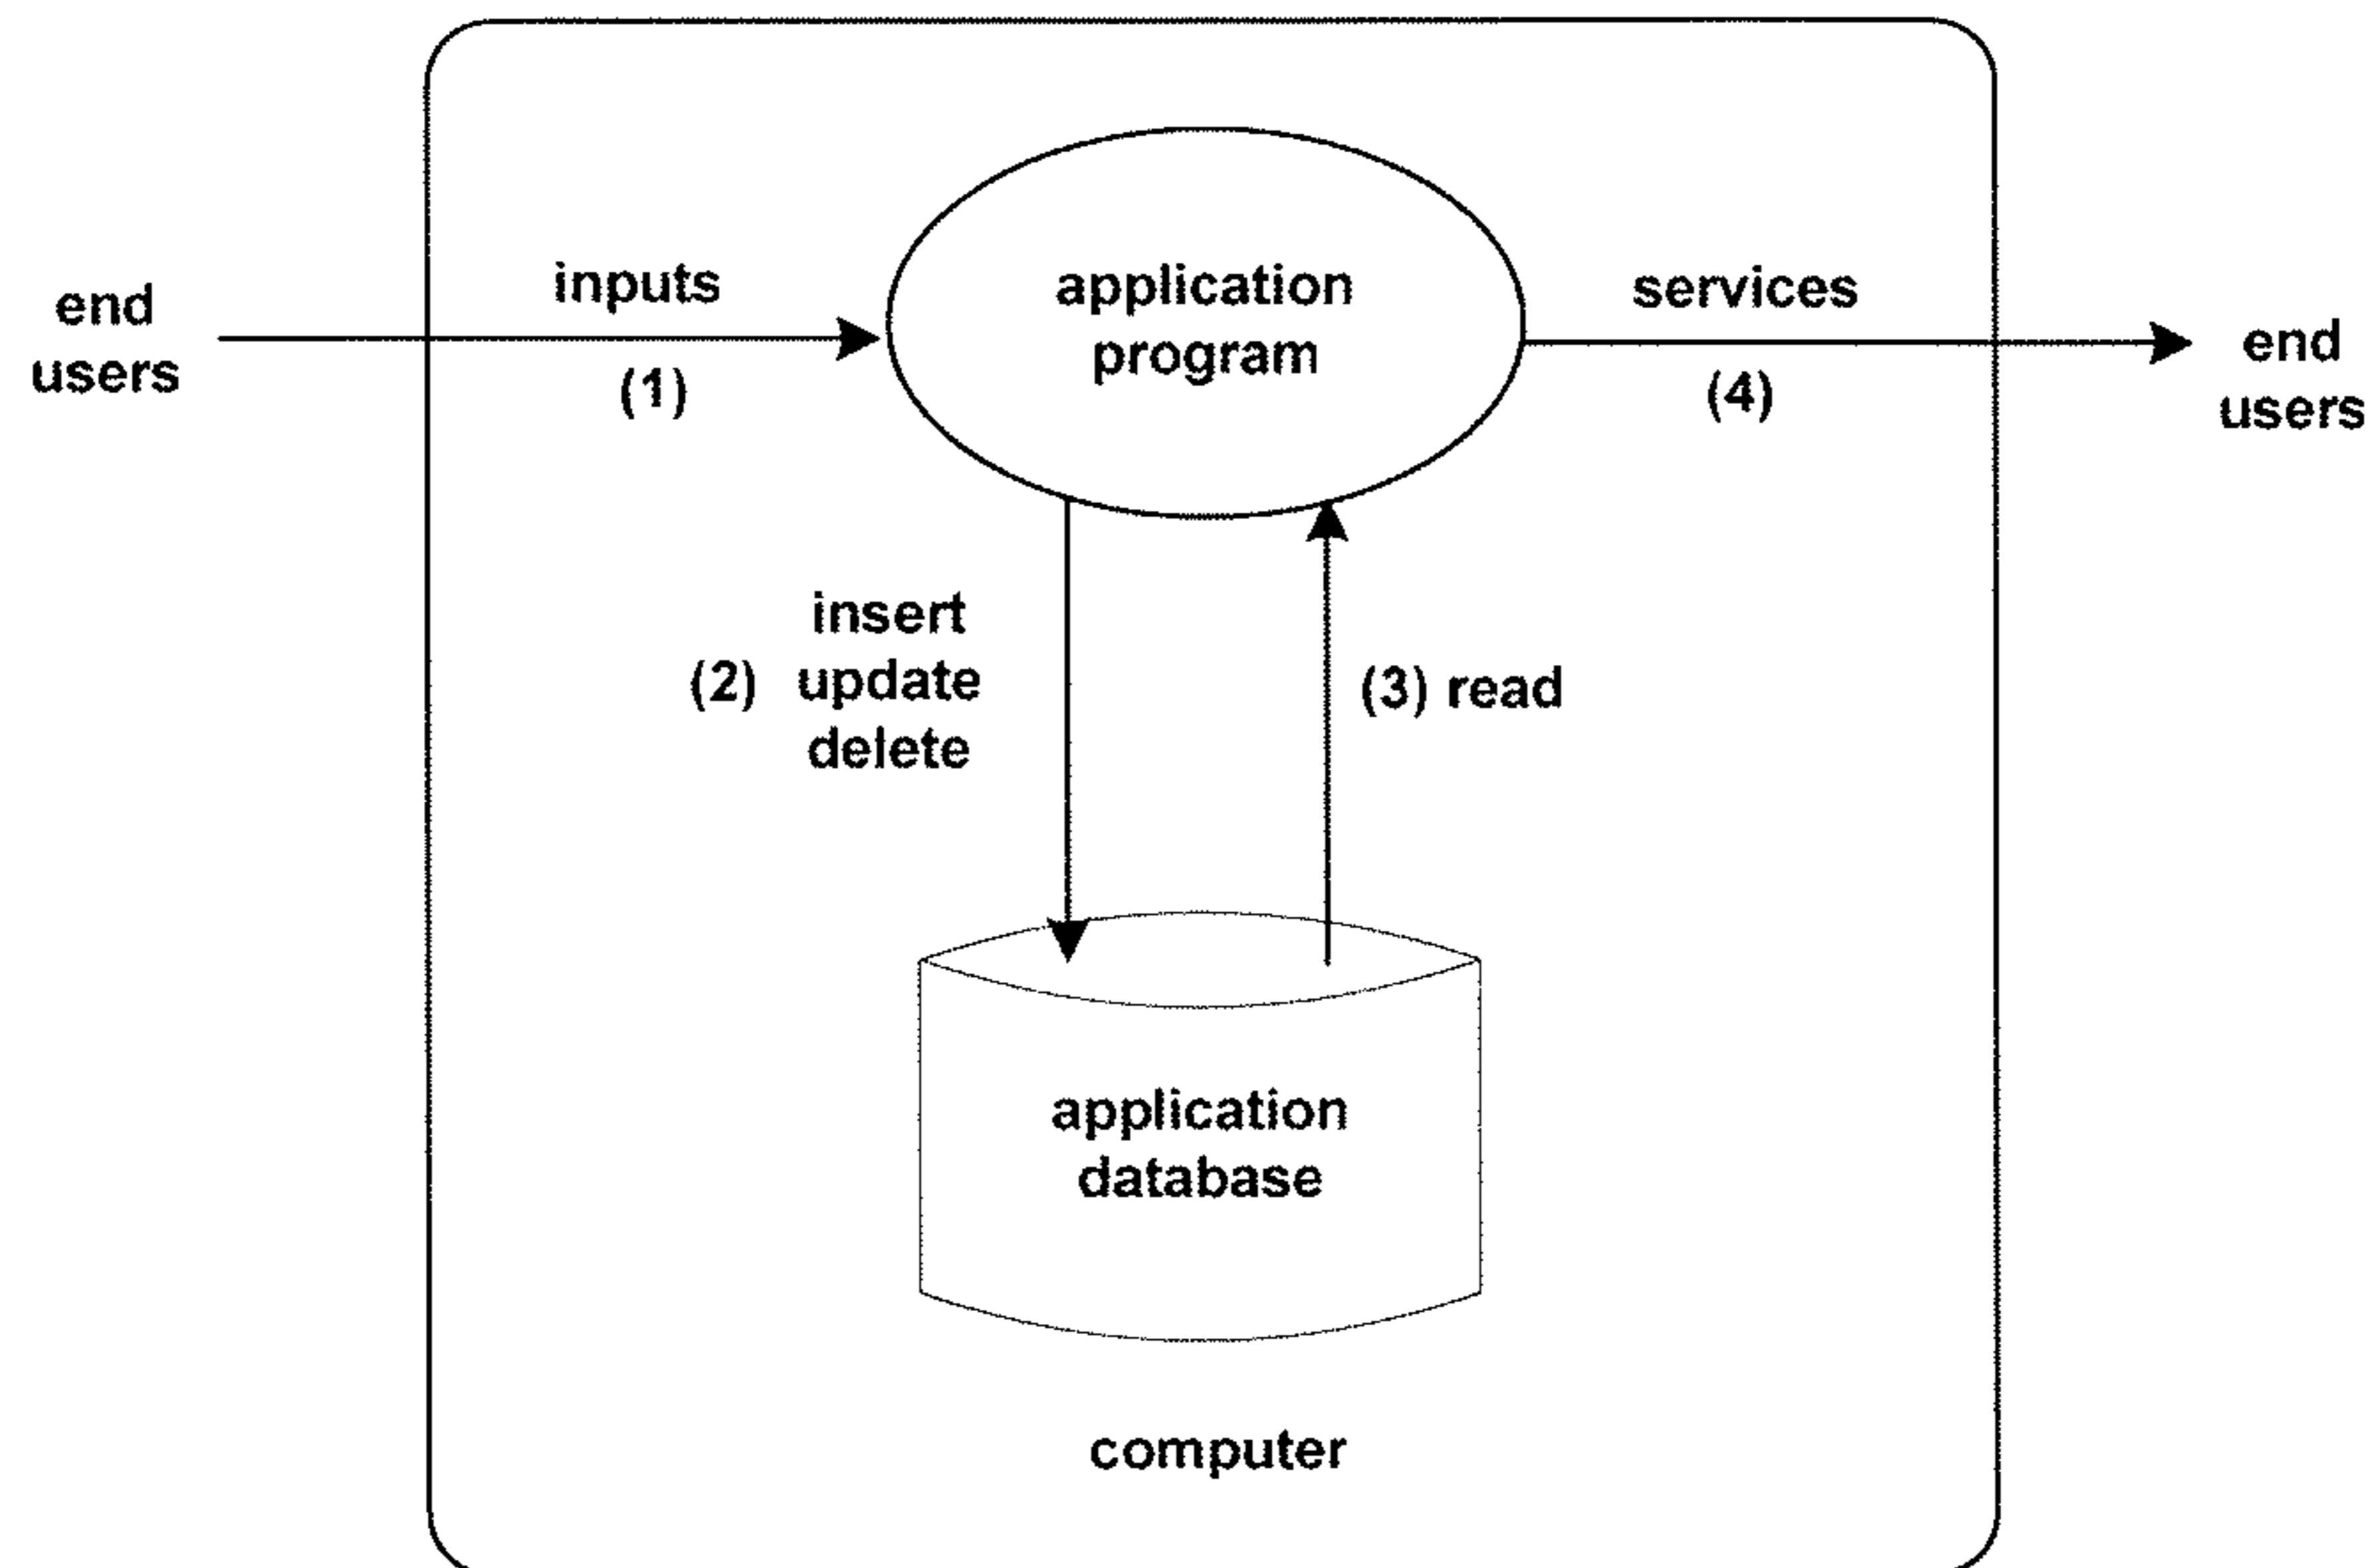 end
users
inputs
(1)
application
program
services
(4)
end
users
insert
(2) update
delete
(3) read
application
database
computer